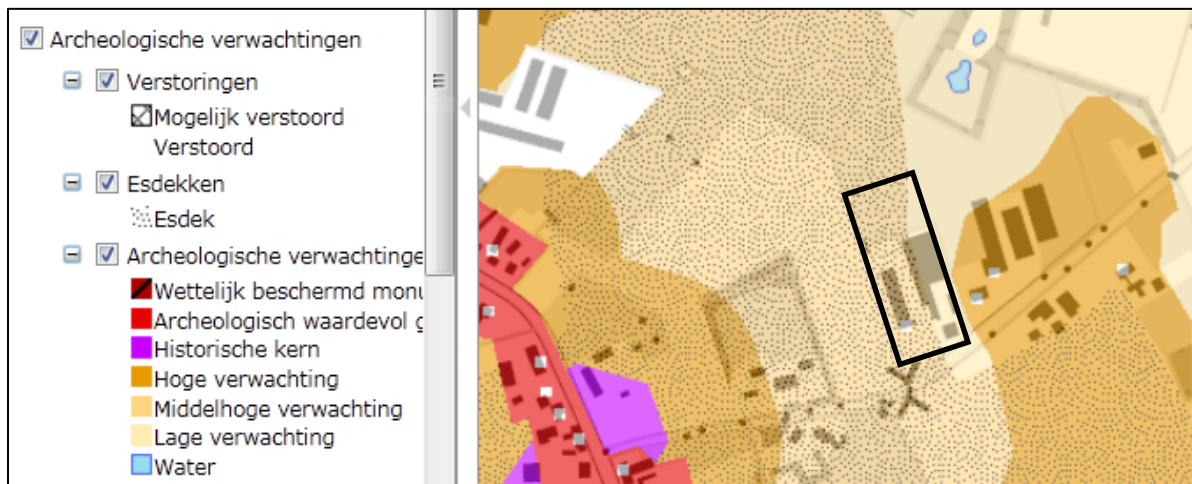 Archeologische verwachtingen
Verstoringen
Mogelijk verstoord
Verstoord
Esdekken
Esdek
Archeologische verwachtinge
Wettelijk beschermd monu
Archeologisch waardevol g
Historische kern
Hoge verwachting
Middelhoge verwachting
Lage verwachting
Water